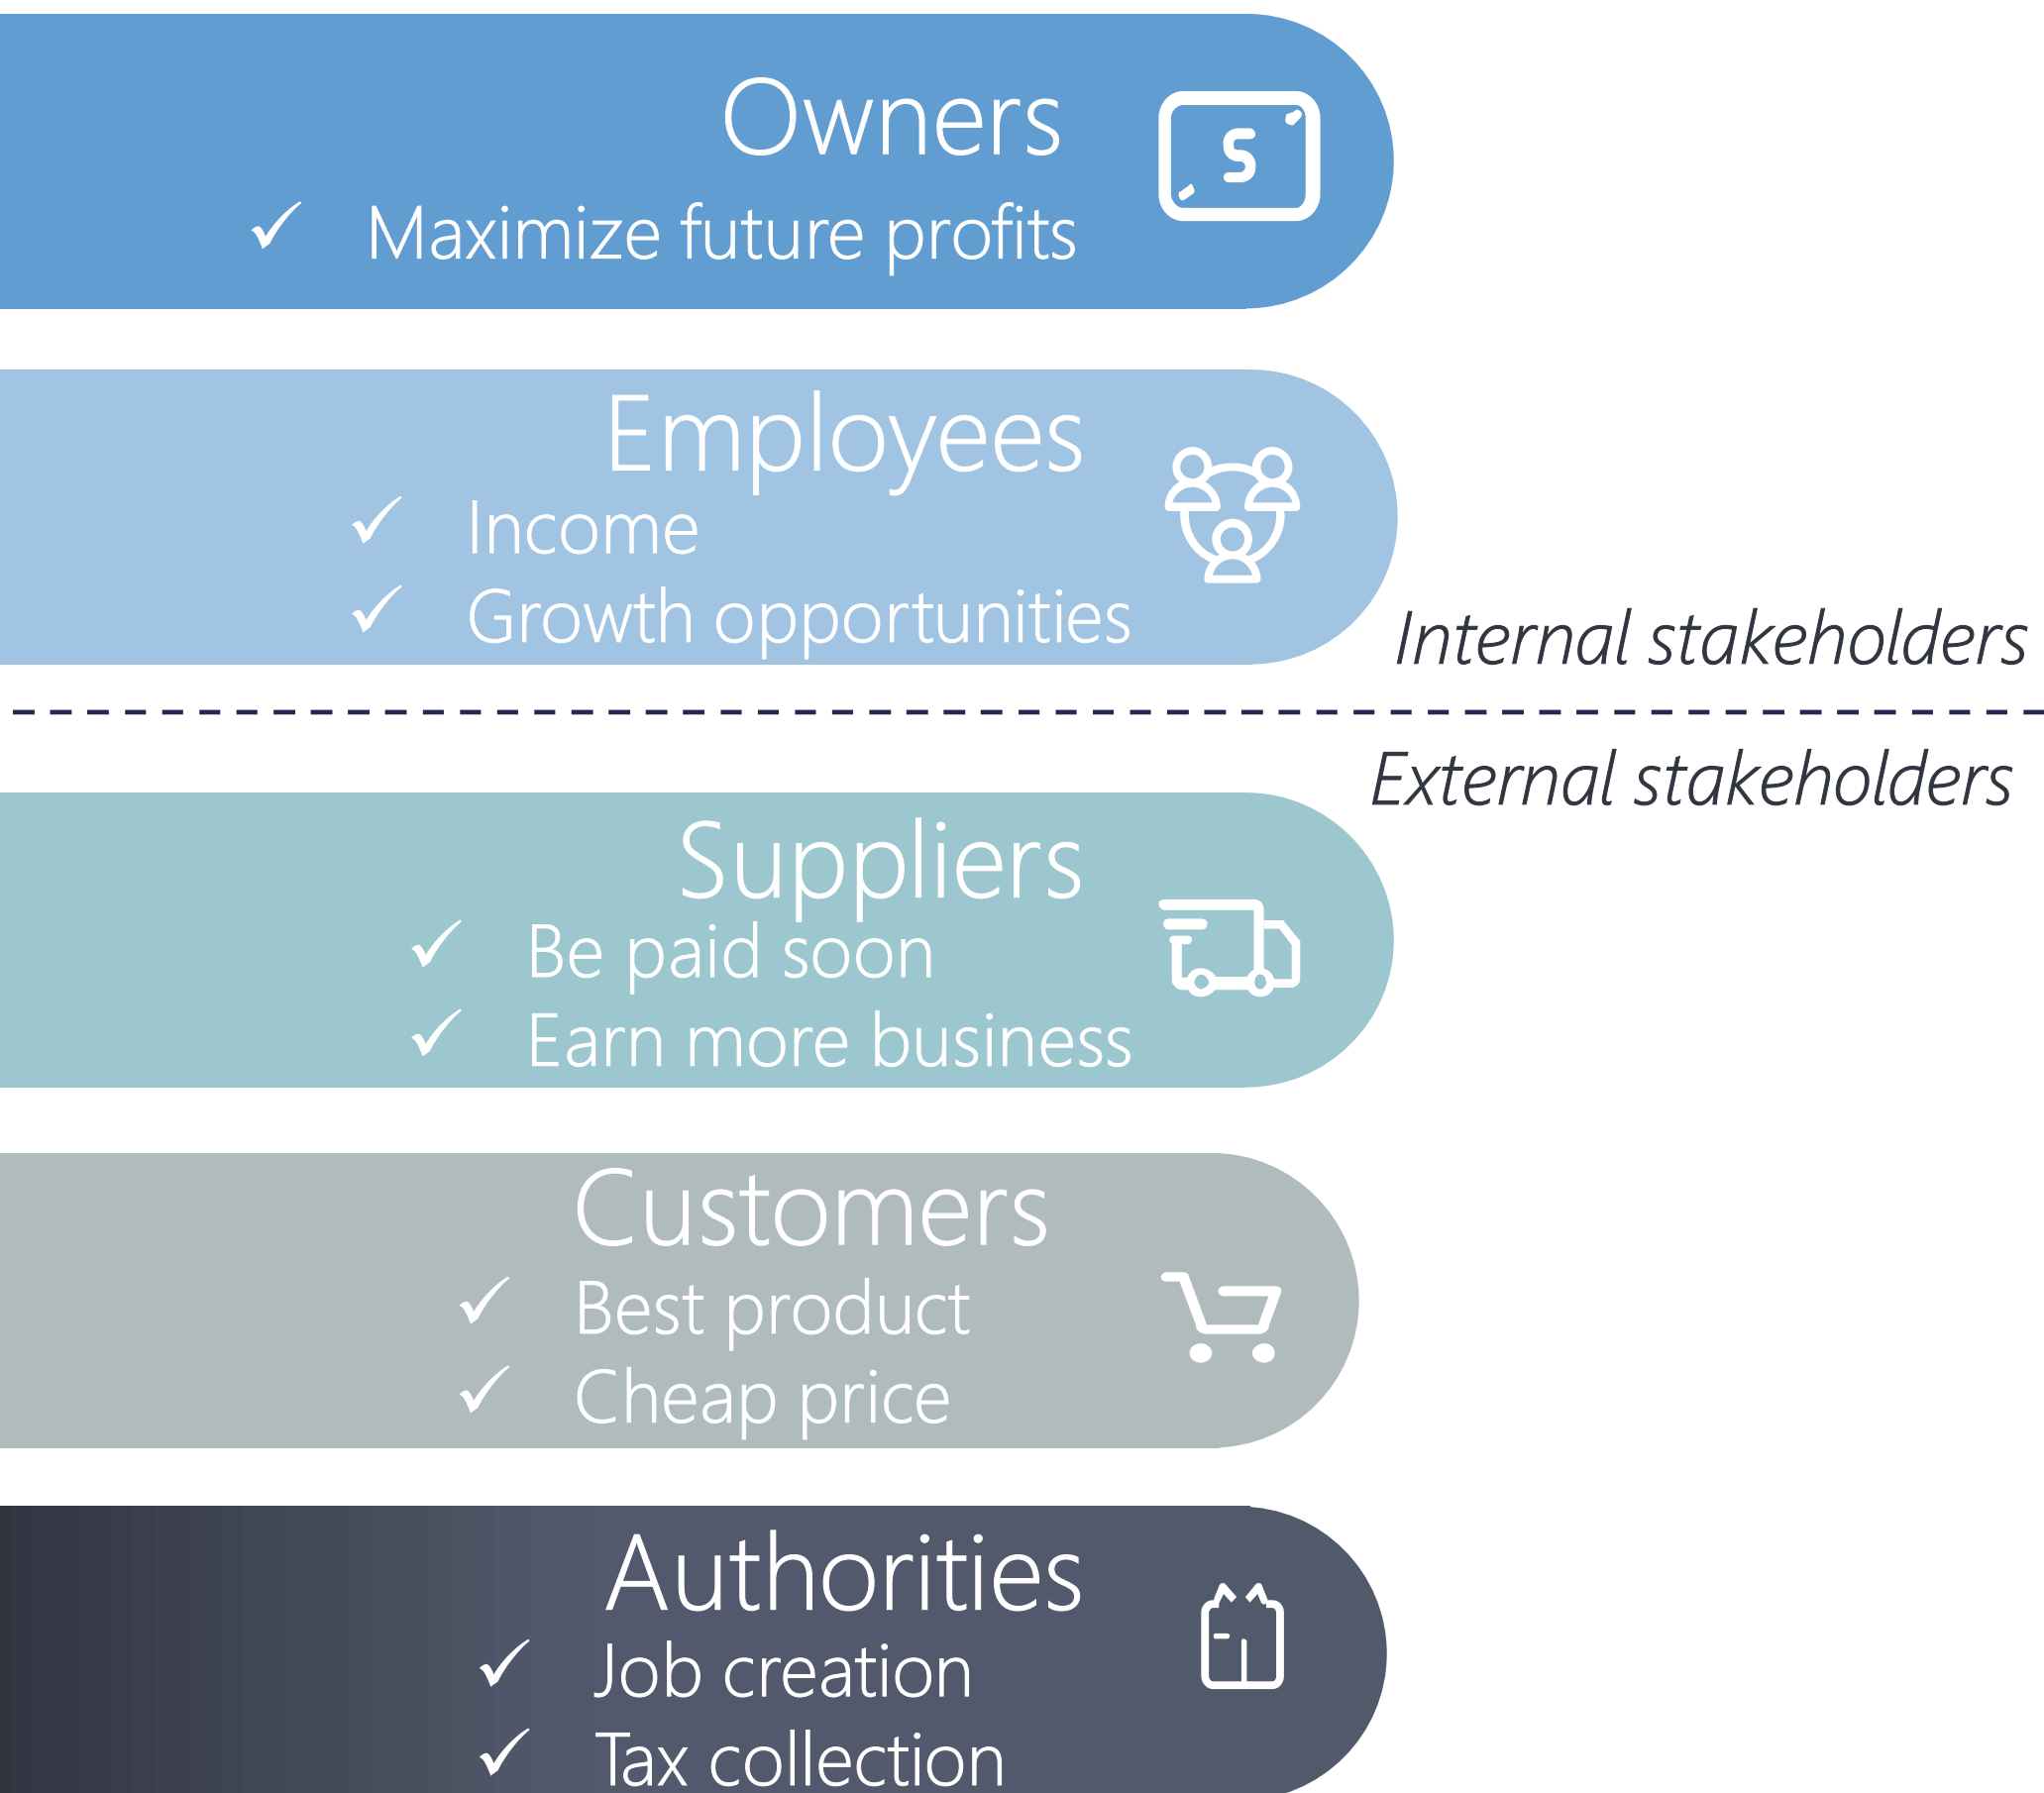 Owners
Maximize future profits
Employees
Income
Growth opportunities
Internal stakeholders
External stakeholders
Suppliers
Be paid soon
Earn more business
Customers
Best product
Cheap price
Authorities
Job creation
Tax collection